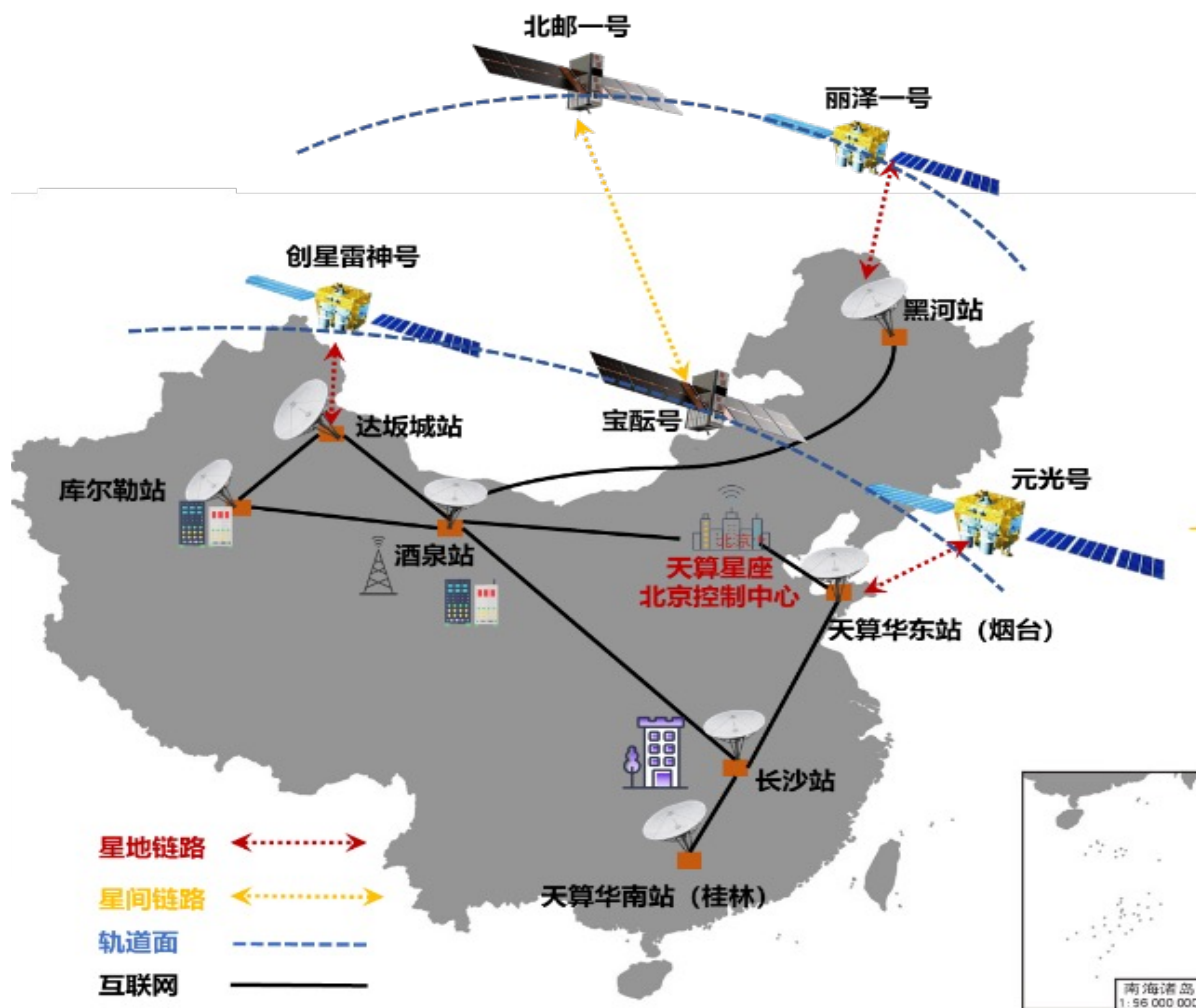 北邮一号
丽泽一号
创星雷神号
黑河站
宝酝号
达坂城站
库尔勒站
元光号
酒泉站
北京
天算星座
北京控制中心
天算华东站（烟台）
长沙站
天算华南站（桂林）
星地链路
星间链路
轨道面
互联网
南海诸岛